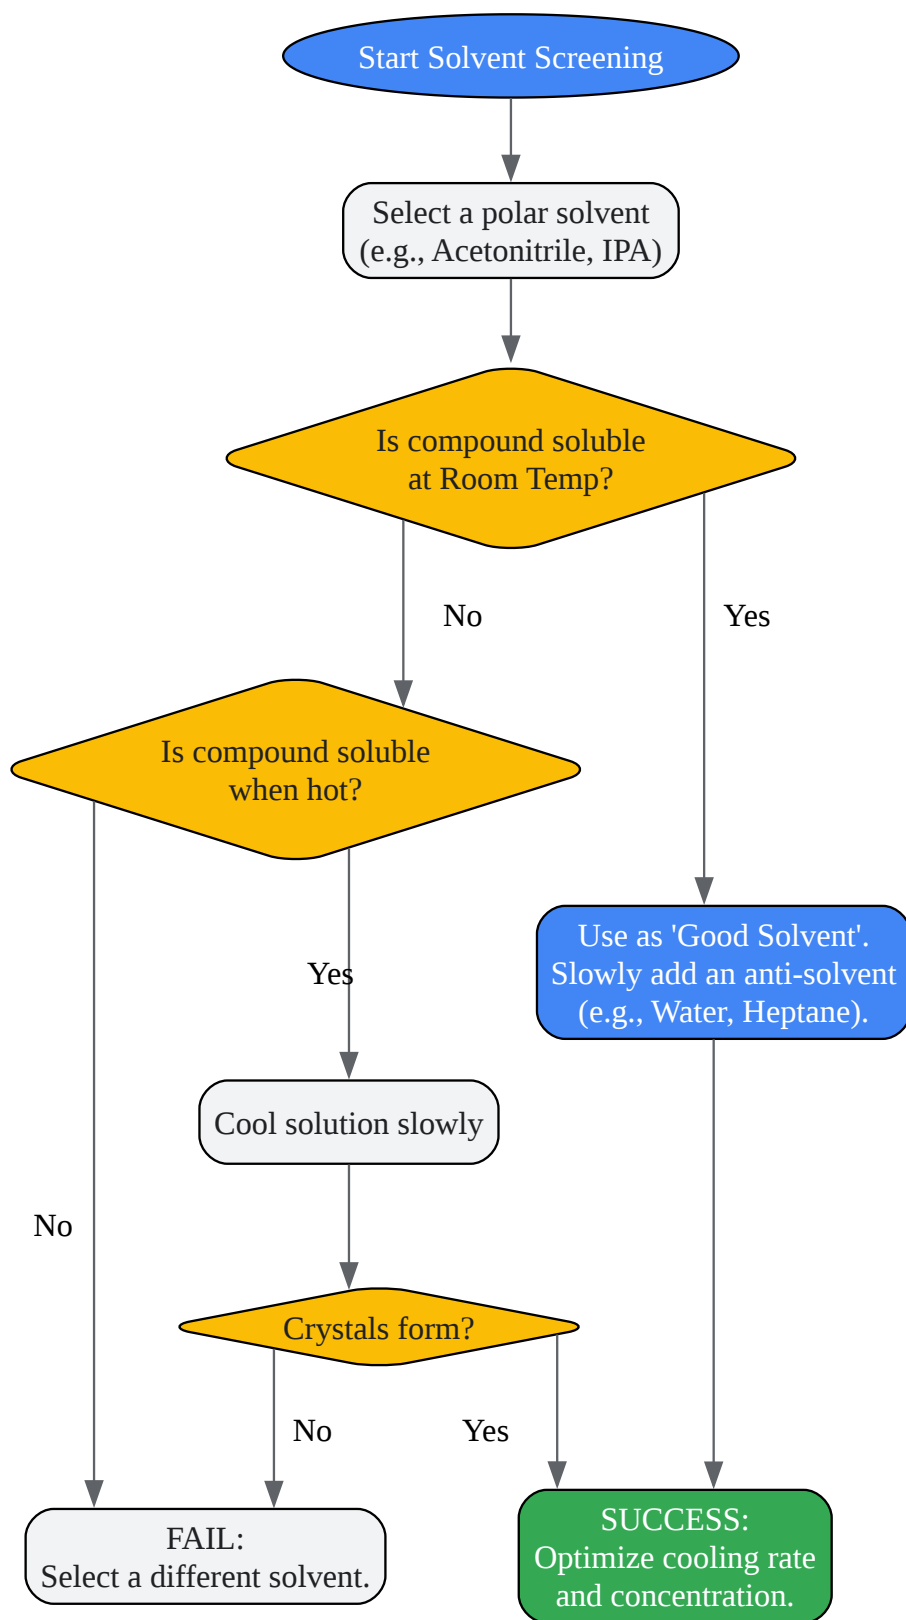 Start Solvent Screening
Select a polar solvent
(e.g., Acetonitrile, IPA)
Is compound soluble
at Room Temp?
No
Yes
Is compound soluble
when hot?
Use as 'Good Solvent'.
Slowly add an anti-solvent
(e.g., Water, Heptane).
Yes
Cool solution slowly
No
Crystals form?
No
Yes
FAIL:
Select a different solvent.
SUCCESS:
Optimize cooling rate
and concentration.